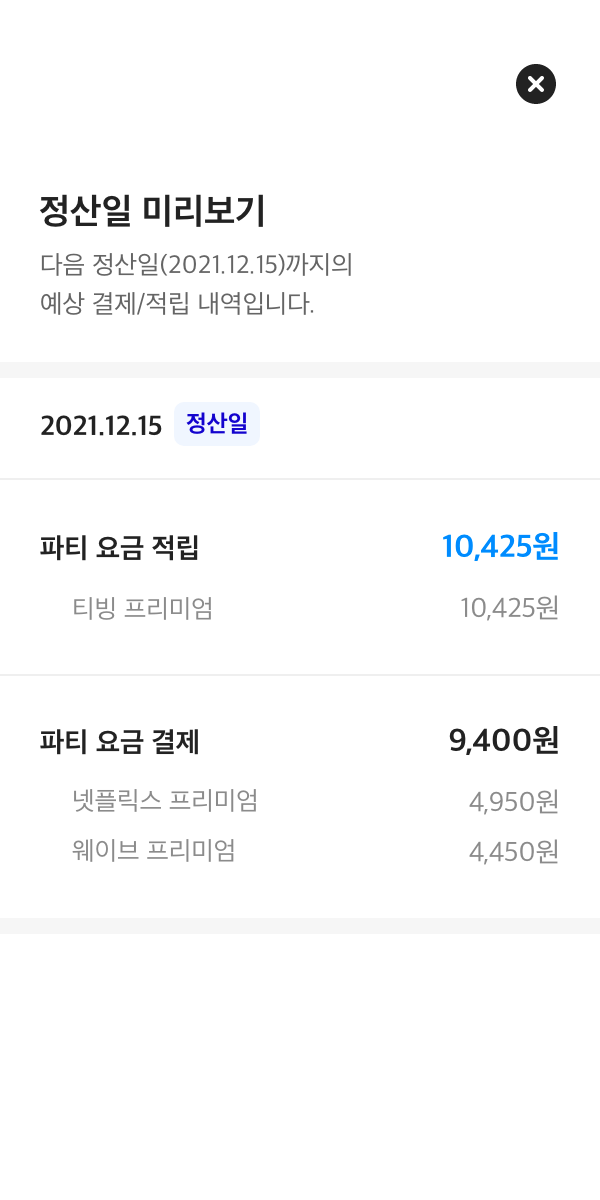 정산일 미리보기
다음 정산일(2021.12.15)까지의
예상 결제/적립 내역입니다.
2021.12.15 정산일
파티 요금 적립 10,425원
티빙 프리미엄 10,425원
파티 요금 결제 9,400원
넷플릭스 프리미엄 4,950원
웨이브 프리미엄 4,450원